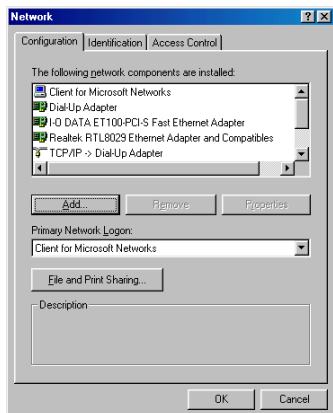 Network
Configuration Identification Access Control
The following network components are installed:
Client for Microsoft Networks
Dial-Up Adapter
I-O DATA ET100-PCI-S Fast Ethernet Adapter
Realtek RTL8029 Ethernet Adapter and Compatibles
TCP/IP -> Dial-Up Adapter
Add... Remove Properties
Primary Network Logon:
Client for Microsoft Networks
File and Print Sharing...
Description
OK Cancel